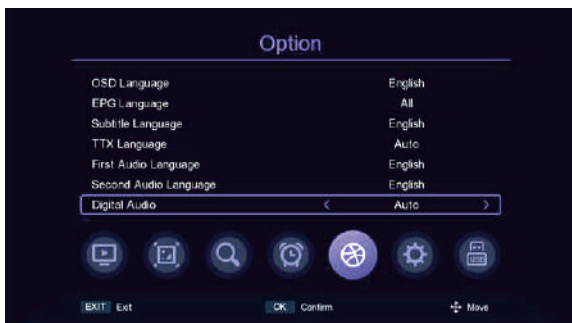 Option
OSD Language English
EPG Language All
Subtitle Language English
TTX Language Auto
First Audio Language English
Second Audio Language English
Digital Audio < Auto >
EXIT Exit OK Confirm Move